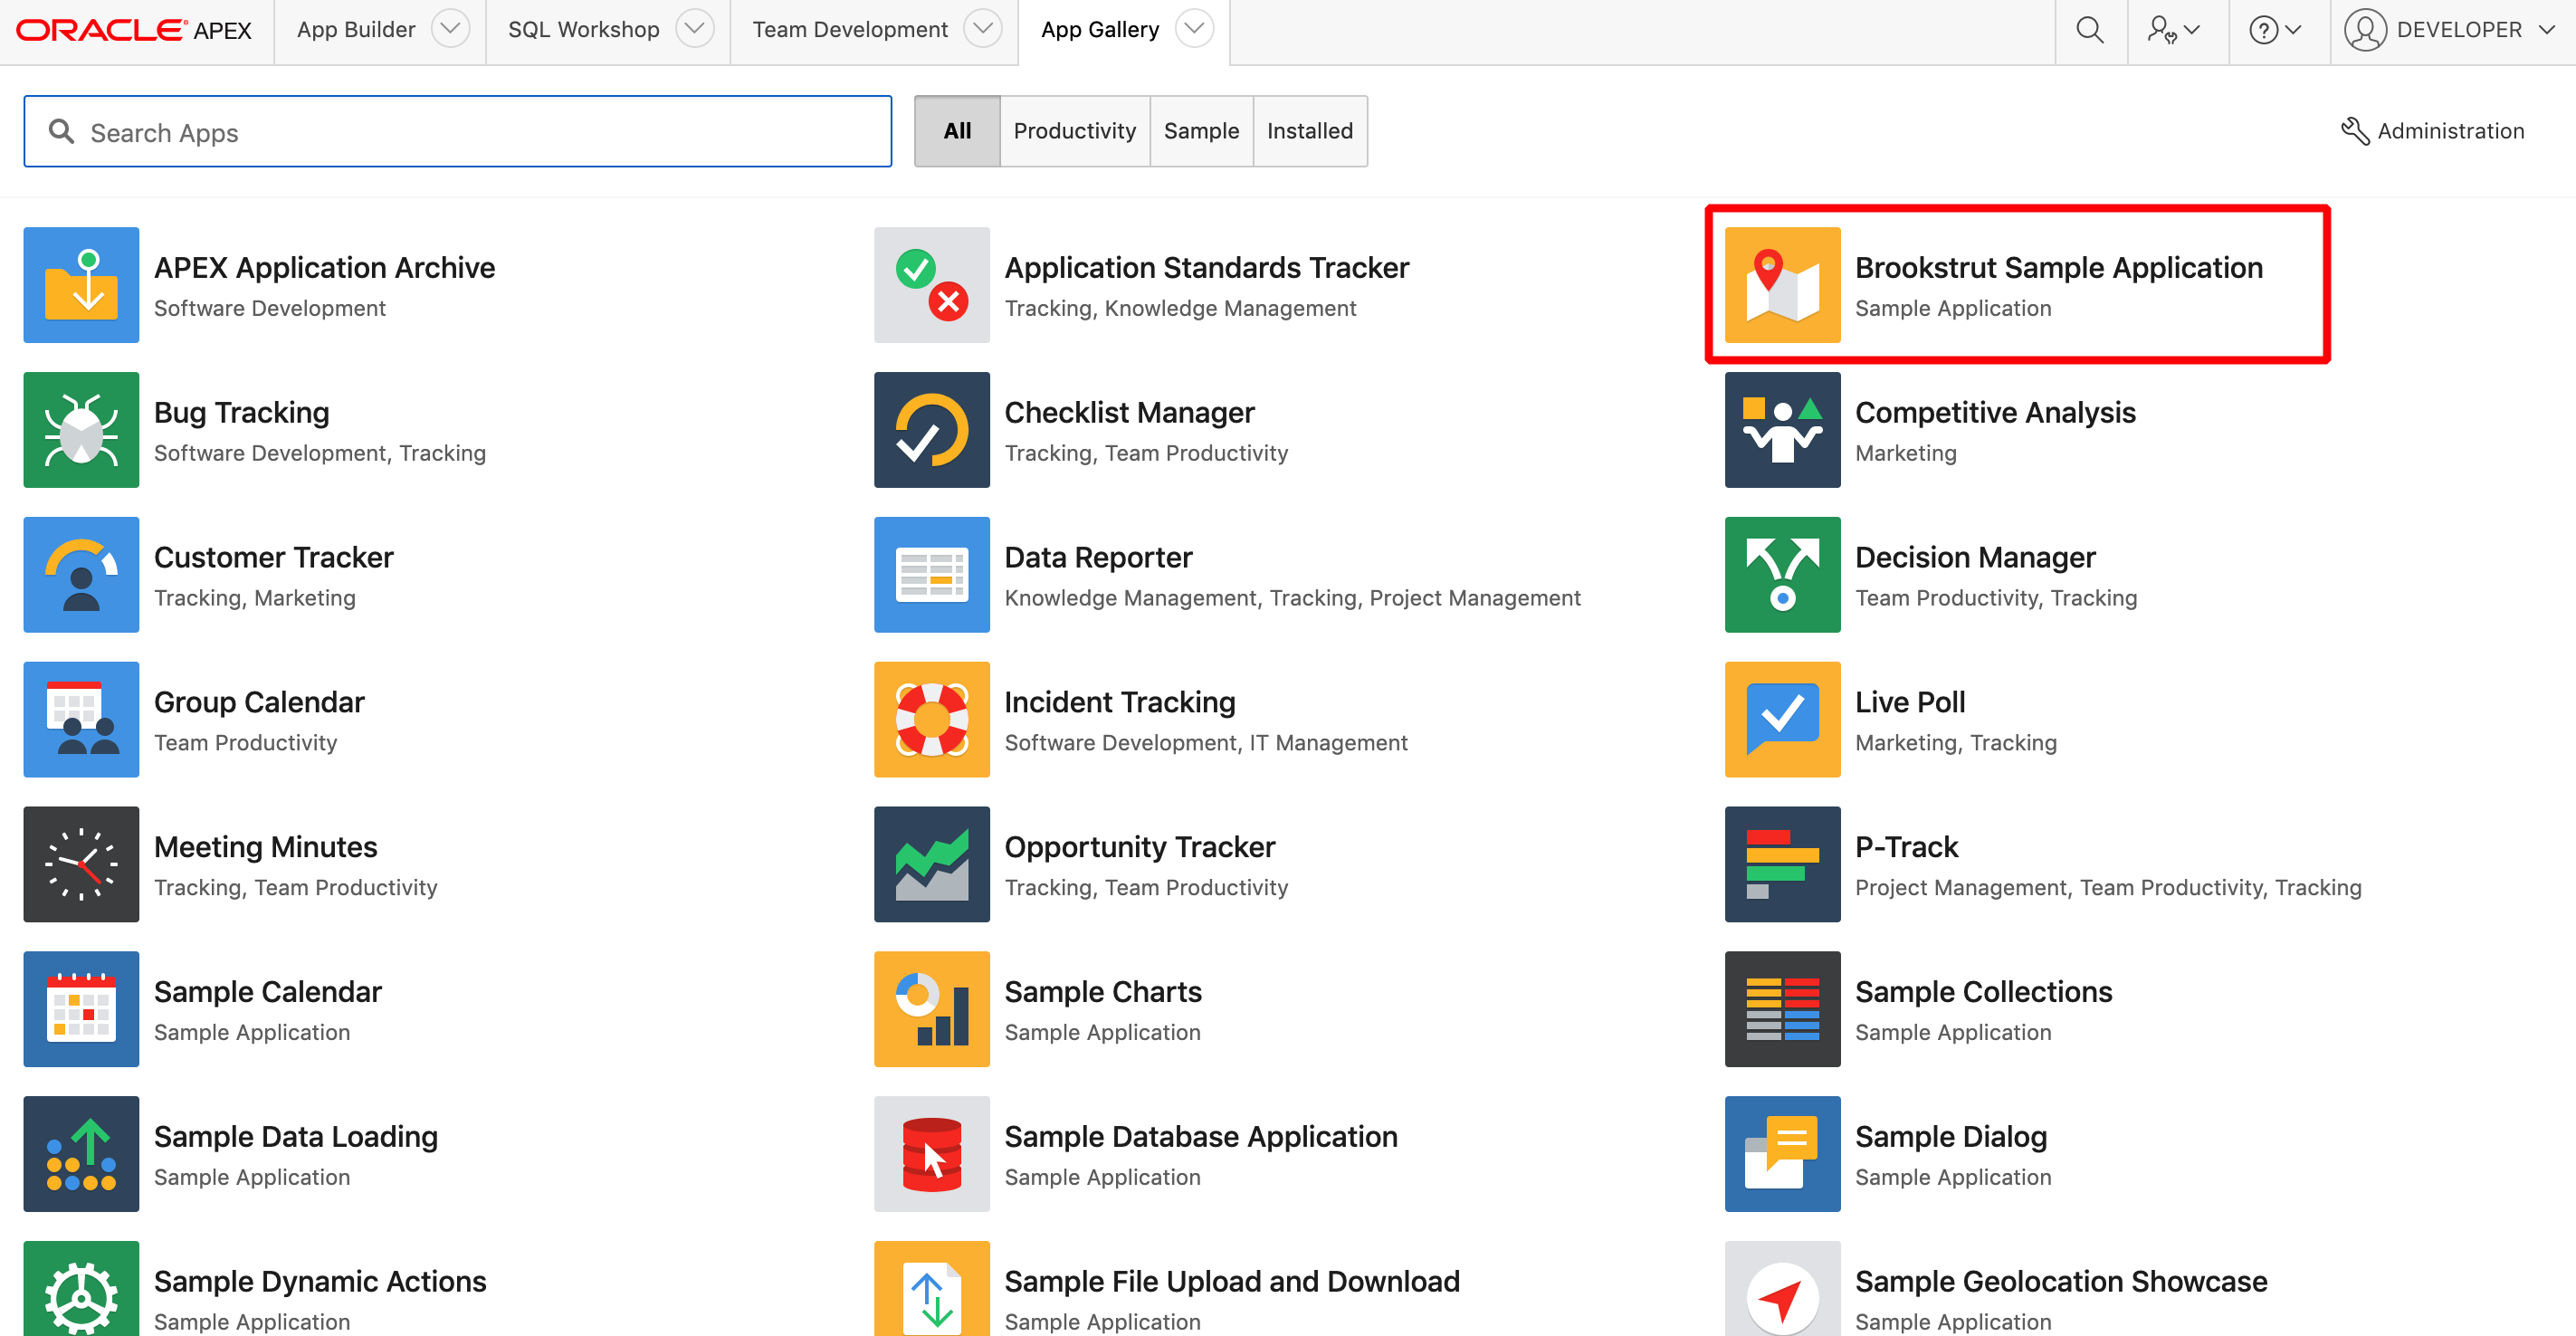 ORACLE APEX App Builder SQL Workshop Team Development App Gallery DEVELOPER
Search Apps All Productivity Sample Installed Administration
APEX Application Archive
Software Development
Application Standards Tracker
Tracking, Knowledge Management
Brookstrut Sample Application
Sample Application
Bug Tracking
Software Development, Tracking
Checklist Manager
Tracking, Team Productivity
Competitive Analysis
Marketing
Customer Tracker
Tracking, Marketing
Data Reporter
Knowledge Management, Tracking, Project Management
Decision Manager
Team Productivity, Tracking
Group Calendar
Team Productivity
Incident Tracking
Software Development, IT Management
Live Poll
Marketing, Tracking
Meeting Minutes
Tracking, Team Productivity
Opportunity Tracker
Tracking, Team Productivity
P-Track
Project Management, Team Productivity, Tracking
Sample Calendar
Sample Application
Sample Charts
Sample Application
Sample Collections
Sample Application
Sample Data Loading
Sample Application
Sample Database Application
Sample Application
Sample Dialog
Sample Application
Sample Dynamic Actions
Sample Application
Sample File Upload and Download
Sample Application
Sample Geolocation Showcase
Sample Application